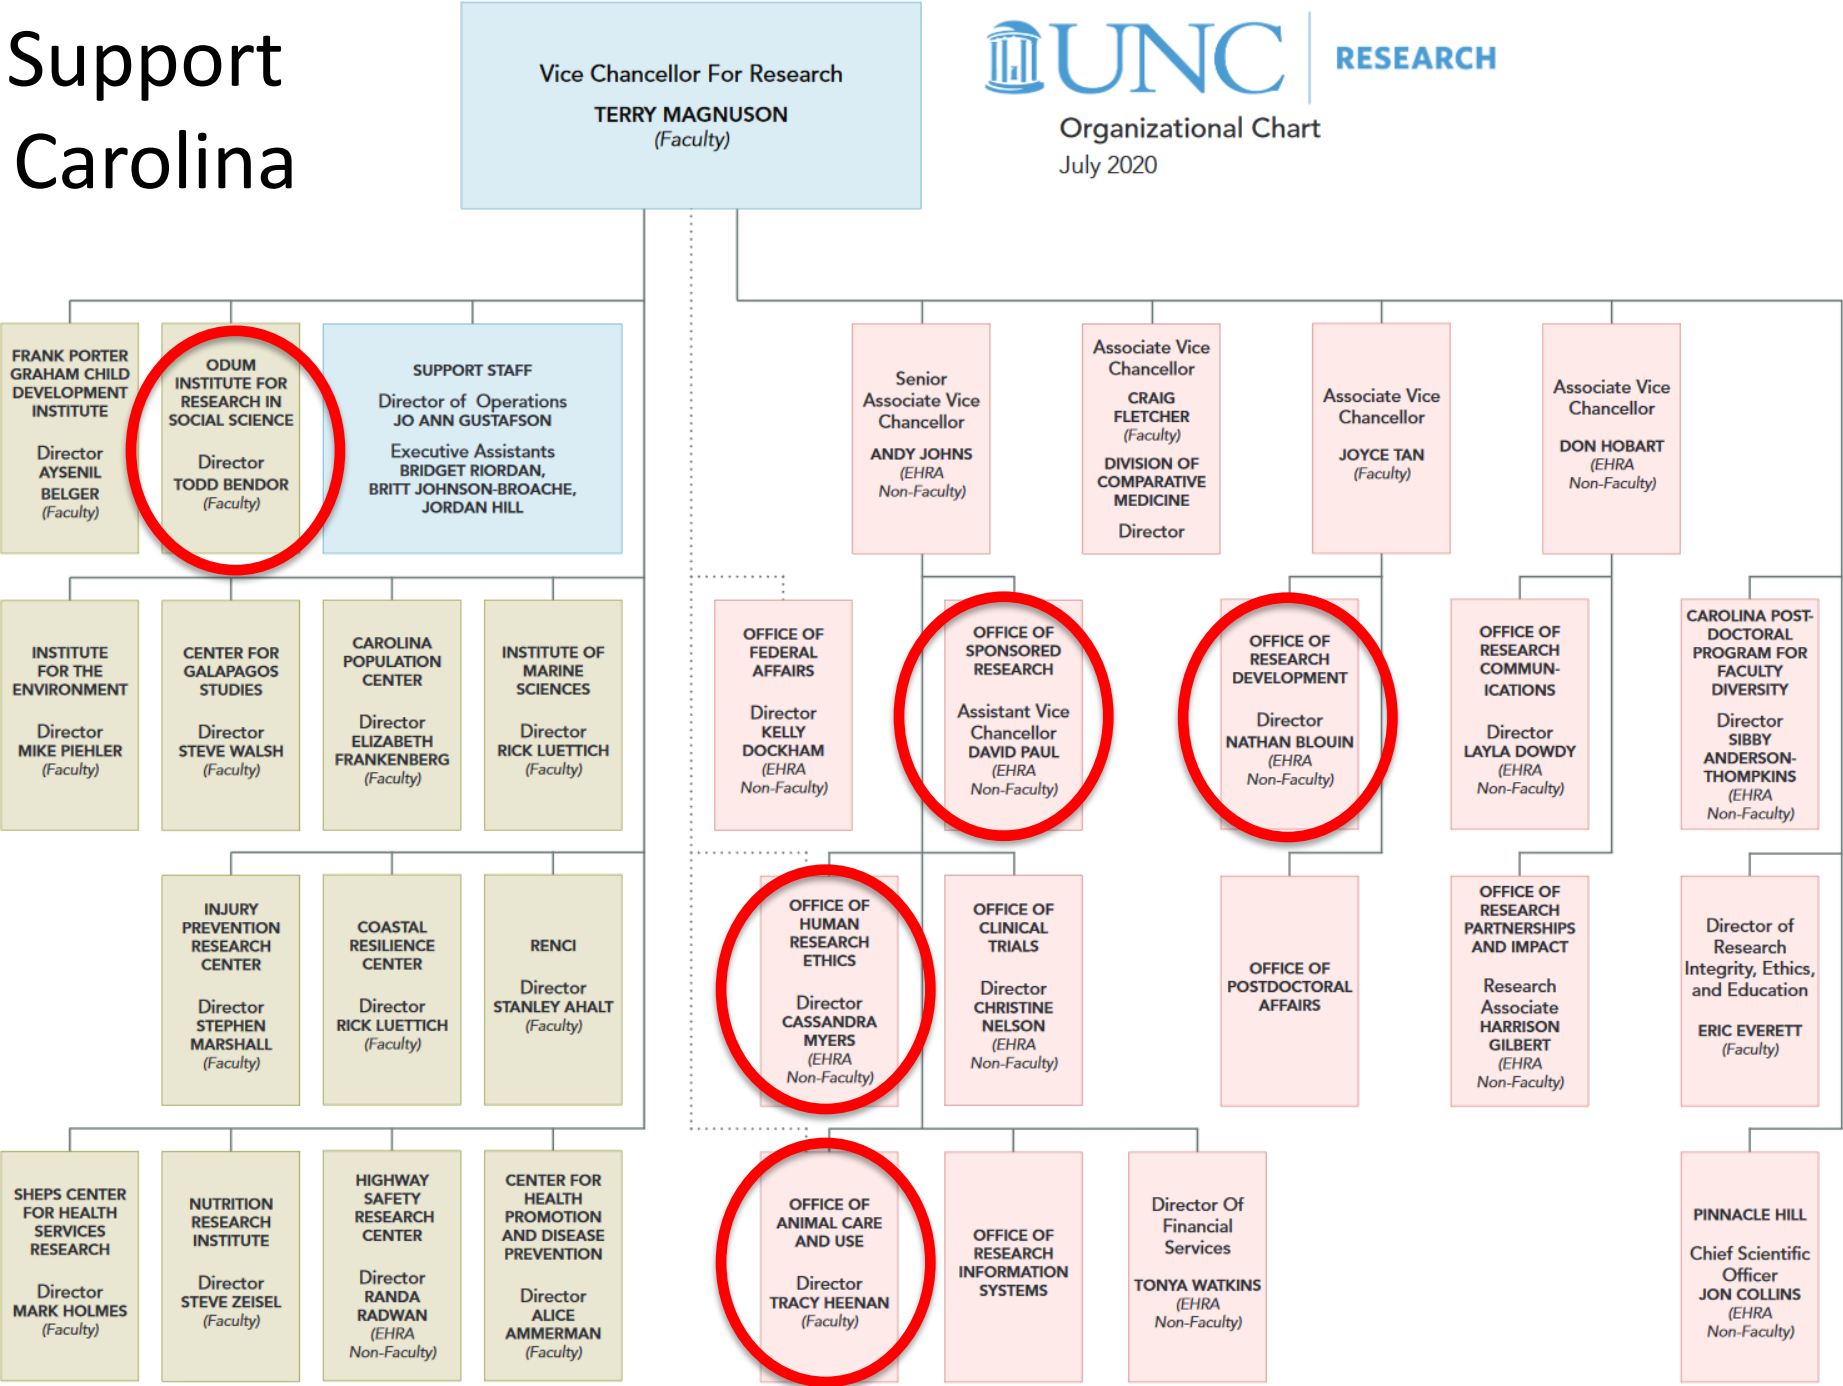 Support
Carolina
Vice Chancellor For Research
TERRY MAGNUSON
(Faculty)
UNC
RESEARCH
Organizational Chart
July 2020
FRANK PORTER
GRAHAM CHILD
DEVELOPMENT
INSTITUTE
Director
AYSENIL
BELGER
(Faculty)
ODUM
INSTITUTE FOR
RESEARCH IN
SOCIAL SCIENCE
Director
TODD BENDOR
(Faculty)
SUPPORT STAFF
Director of Operations
JO ANN GUSTAFSON
Executive Assistants
BRIDGET RIORDAN,
BRITT JOHNSON-BROACHE,
JORDAN HILL
Senior
Associate Vice
Chancellor
ANDY JOHNS
(EHRA
Non-Faculty)
Associate Vice
Chancellor
CRAIG
FLETCHER
(Faculty)
DIVISION OF
COMPARATIVE
MEDICINE
Director
Associate Vice
Chancellor
JOYCE TAN
(Faculty)
Associate Vice
Chancellor
DON HOBART
(EHRA
Non-Faculty)
INSTITUTE
FOR THE
ENVIRONMENT
Director
MIKE PIEHLER
(Faculty)
CENTER FOR
GALAPAGOS
STUDIES
Director
STEVE WALSH
(Faculty)
CAROLINA
POPULATION
CENTER
Director
ELIZABETH
FRANKENBERG
(Faculty)
INSTITUTE OF
MARINE
SCIENCES
Director
RICK LUETTICH
(Faculty)
OFFICE OF
FEDERAL
AFFAIRS
Director
KELLY
DOCKHAM
(EHRA
Non-Faculty)
OFFICE OF
SPONSORED
RESEARCH
Assistant Vice
Chancellor
DAVID PAUL
(EHRA
Non-Faculty)
OFFICE OF
RESEARCH
DEVELOPMENT
Director
NATHAN BLOUIN
(EHRA
Non-Faculty)
OFFICE OF
RESEARCH
COMMUN-
ICATIONS
Director
LAYLA DOWDY
(EHRA
Non-Faculty)
CAROLINA POST-
DOCTORAL
PROGRAM FOR
FACULTY
DIVERSITY
Director
SIBBY
ANDERSON-
THOMPKINS
(EHRA
Non-Faculty)
INJURY
PREVENTION
RESEARCH
CENTER
Director
STEPHEN
MARSHALL
(Faculty)
COASTAL
RESILIENCE
CENTER
Director
RICK LUETTICH
(Faculty)
RENCI
Director
STANLEY AHALT
(Faculty)
OFFICE OF
HUMAN
RESEARCH
ETHICS
Director
CASSANDRA
MYERS
(EHRA
Non-Faculty)
OFFICE OF
CLINICAL
TRIALS
Director
CHRISTINE
NELSON
(EHRA
Non-Faculty)
OFFICE OF
POSTDOCTORAL
AFFAIRS
OFFICE OF
RESEARCH
PARTNERSHIPS
AND IMPACT
Research
Associate
HARRISON
GILBERT
(EHRA
Non-Faculty)
Director of
Research
Integrity, Ethics,
and Education
ERIC EVERETT
(Faculty)
SHEPS CENTER
FOR HEALTH
SERVICES
RESEARCH
Director
MARK HOLMES
(Faculty)
NUTRITION
RESEARCH
INSTITUTE
Director
STEVE ZEISEL
(Faculty)
HIGHWAY
SAFETY
RESEARCH
CENTER
Director
RANDA
RADWAN
(EHRA
Non-Faculty)
CENTER FOR
HEALTH
PROMOTION
AND DISEASE
PREVENTION
Director
ALICE
AMMERMAN
(Faculty)
OFFICE OF
ANIMAL CARE
AND USE
Director
TRACY HEENAN
(Faculty)
OFFICE OF
RESEARCH
INFORMATION
SYSTEMS
Director Of
Financial
Services
TONYA WATKINS
(EHRA
Non-Faculty)
PINNACLE HILL
Chief Scientific
Officer
JON COLLINS
(EHRA
Non-Faculty)